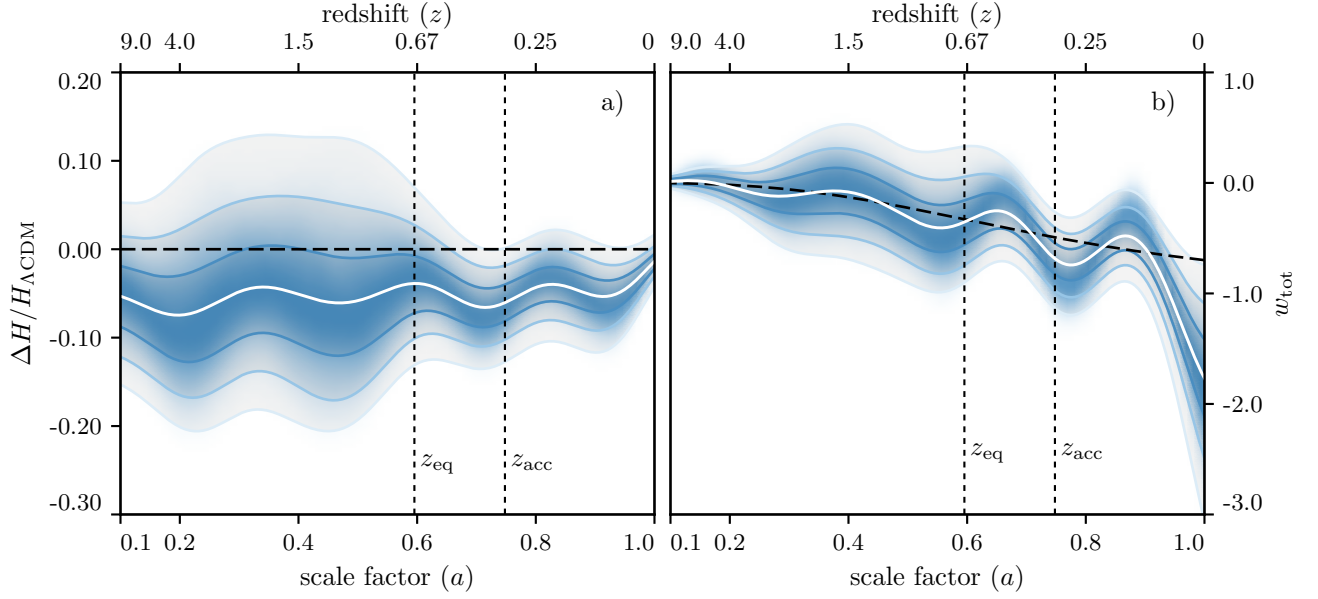 redshift (z)
9.0 4.0 1.5 0.67 0.25 0
redshift (z)
9.0 4.0 1.5 0.67 0.25 0
0.20
0.10
0.00
-0.10
-0.20
-0.30
ΔH/H_ΛCDM
a)
z_eq
z_acc
0.1 0.2 0.4 0.6 0.8 1.0
scale factor (a)
b)
z_eq
z_acc
1.0
0.0
-1.0
-2.0
-3.0
w_tot
0.1 0.2 0.4 0.6 0.8 1.0
scale factor (a)